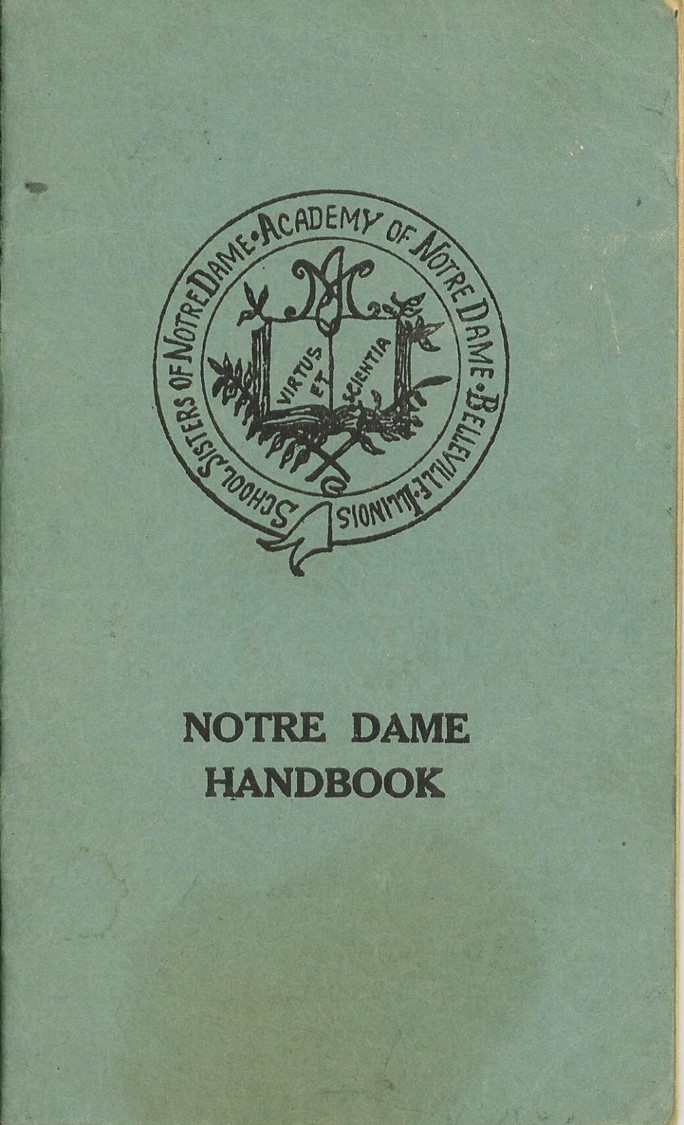 SCHOOL SISTERS OF NOTRE DAME • ACADEMY OF NOTRE DAME • BELLEVILLE • ILLINOIS
VIRTUS
ET
SCIENTIA
NOTRE DAME
HANDBOOK